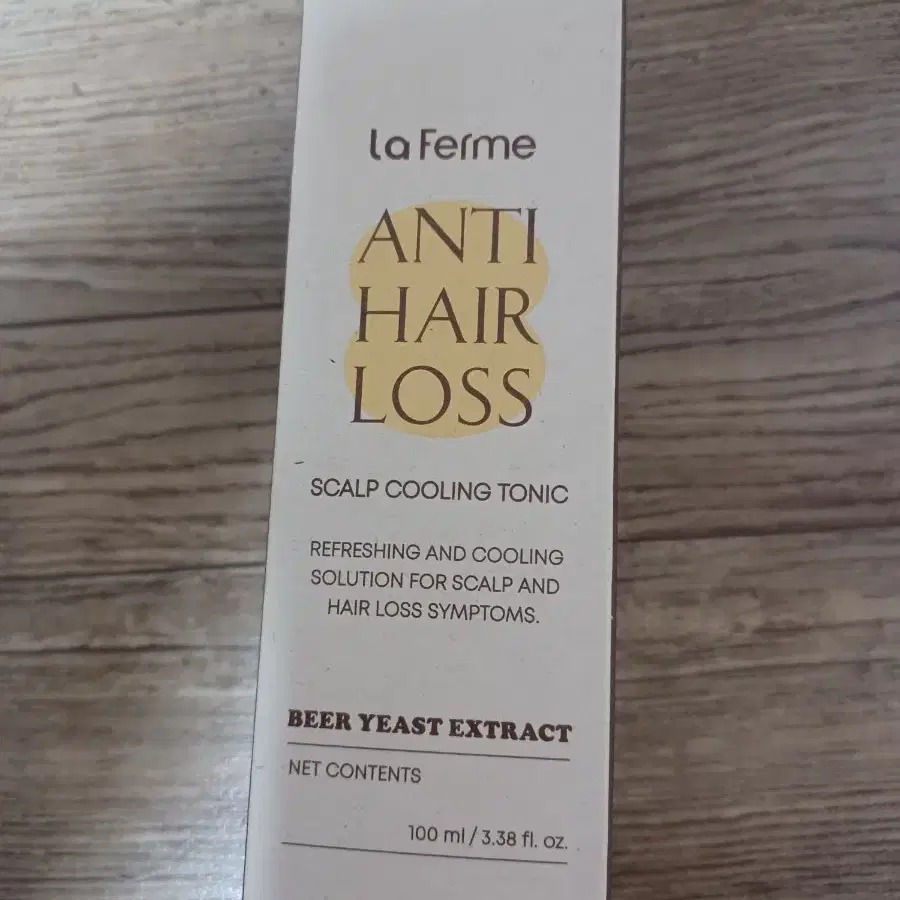 La Ferme
ANTI
HAIR
LOSS
SCALP COOLING TONIC
REFRESHING AND COOLING
SOLUTION FOR SCALP AND
HAIR LOSS SYMPTOMS.
BEER YEAST EXTRACT
NET CONTENTS
100 ml / 3.38 fl. oz.